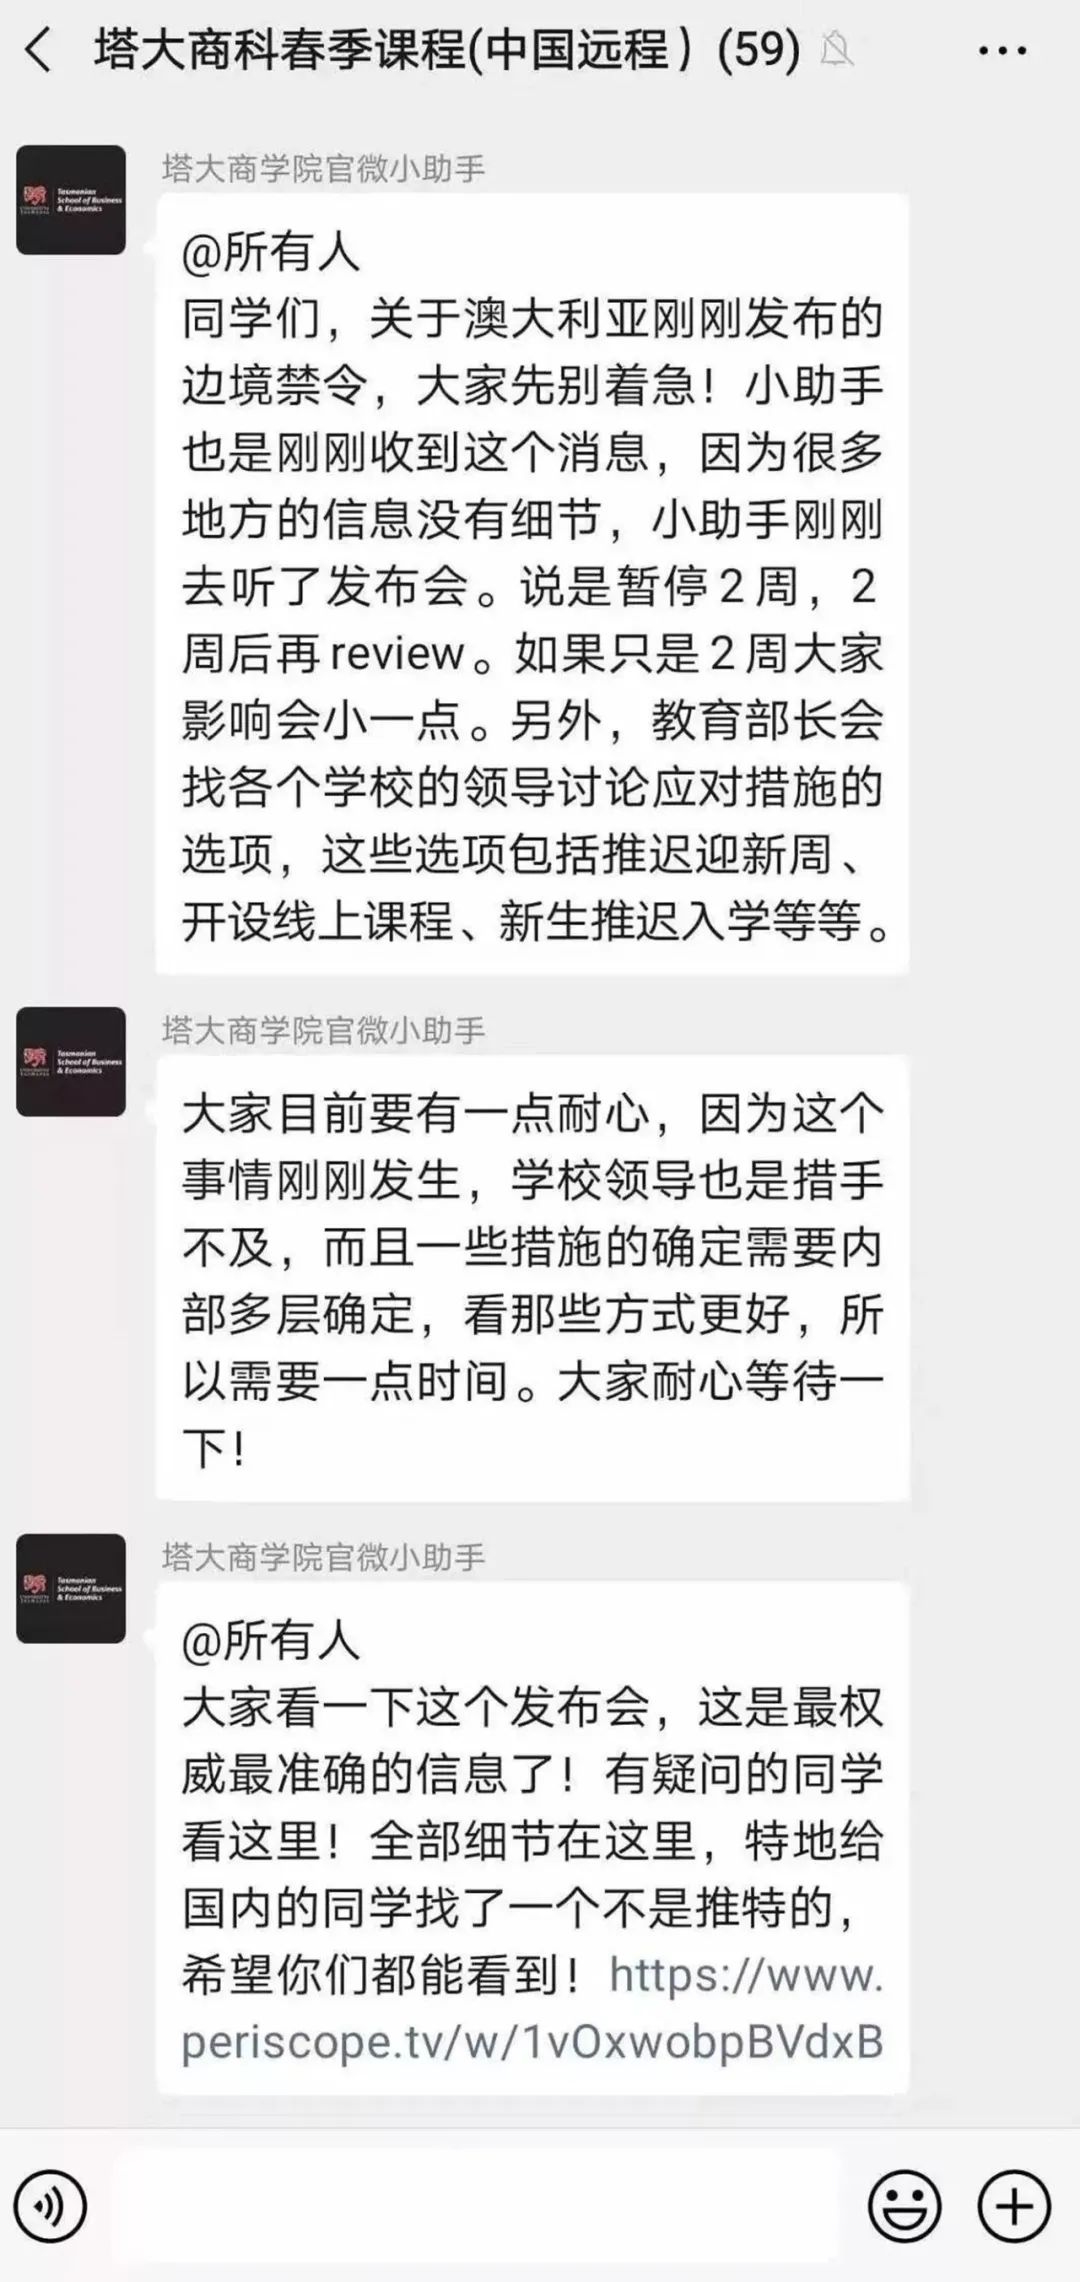 塔大商科春季课程(中国远程）(59)
塔大商学院官微小助手
Tasmanian
School of Business
& Economics
@所有人
同学们，关于澳大利亚刚刚发布的
边境禁令，大家先别着急！小助手
也是刚刚收到这个消息，因为很多
地方的信息没有细节，小助手刚刚
去听了发布会。说是暂停2周，2
周后再review。如果只是2周大家
影响会小一点。另外，教育部长会
找各个学校的领导讨论应对措施的
选项，这些选项包括推迟迎新周、
开设线上课程、新生推迟入学等等。
塔大商学院官微小助手
Tasmanian
School of Business
& Economics
大家目前要有一点耐心，因为这个
事情刚刚发生，学校领导也是措手
不及，而且一些措施的确定需要内
部多层确定，看那些方式更好，所
以需要一点时间。大家耐心等待一
下！
塔大商学院官微小助手
Tasmanian
School of Business
& Economics
@所有人
大家看一下这个发布会，这是最权
威最准确的信息了！有疑问的同学
看这里！全部细节在这里，特地给
国内的同学找了一个不是推特的，
希望你们都能看到！https://www.
periscope.tv/w/1vOxwobpBVdxB